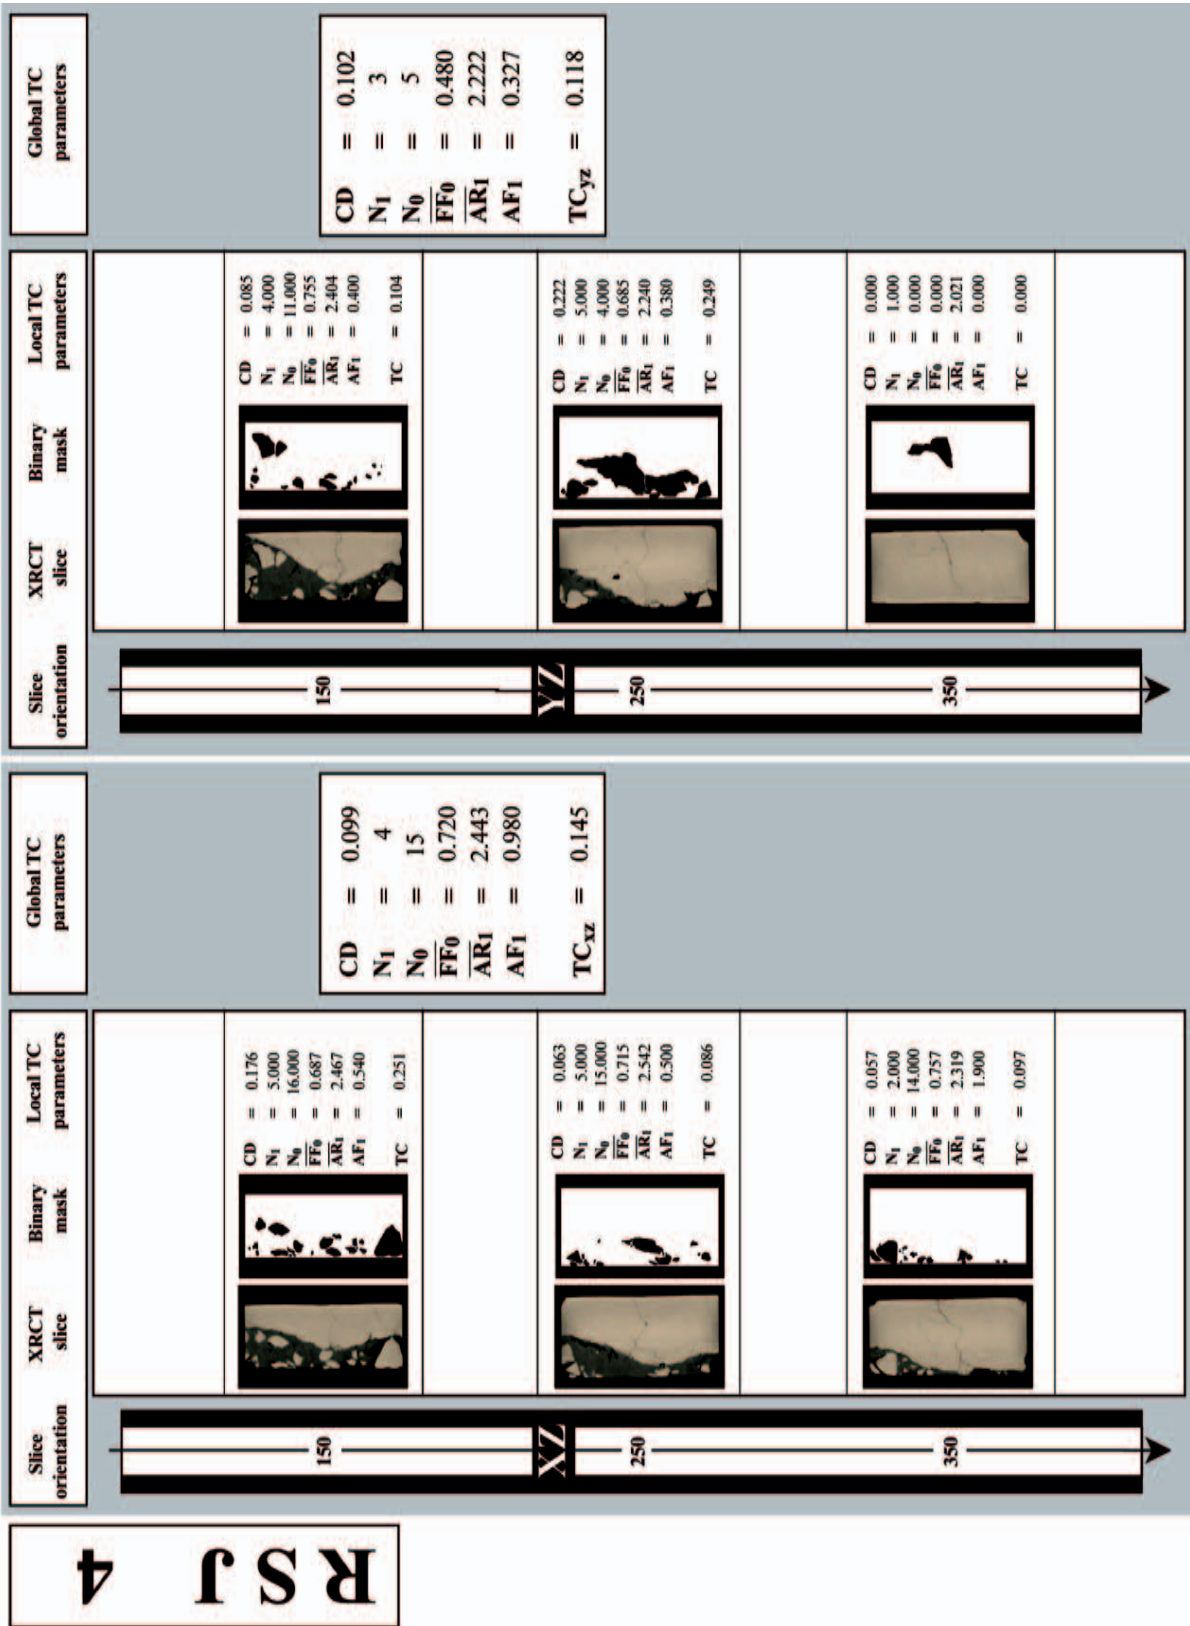 R S J 4
Slice
orientation
XRCT
slice
Binary
mask
Local TC
parameters
Global TC
parameters
150
XZ
250
350
CD = 0.176
N1 = 5.000
N0 = 16.000
FF0 = 0.687
AR1 = 2.467
AF1 = 0.540
TC = 0.251
CD = 0.063
N1 = 5.000
N0 = 15.000
FF0 = 0.715
AR1 = 2.542
AF1 = 0.500
TC = 0.086
CD = 0.057
N1 = 2.000
N0 = 14.000
FF0 = 0.757
AR1 = 2.319
AF1 = 1.900
TC = 0.097
CD = 0.099
N1 = 4
N0 = 15
FF0 = 0.720
AR1 = 2.443
AF1 = 0.980
TCxz = 0.145
Slice
orientation
XRCT
slice
Binary
mask
Local TC
parameters
Global TC
parameters
150
YZ
250
350
CD = 0.085
N1 = 4.000
N0 = 11.000
FF0 = 0.755
AR1 = 2.404
AF1 = 0.400
TC = 0.104
CD = 0.222
N1 = 5.000
N0 = 4.000
FF0 = 0.685
AR1 = 2.240
AF1 = 0.380
TC = 0.249
CD = 0.000
N1 = 1.000
N0 = 0.000
FF0 = 0.000
AR1 = 2.021
AF1 = 0.000
TC = 0.000
CD = 0.102
N1 = 3
N0 = 5
FF0 = 0.480
AR1 = 2.222
AF1 = 0.327
TCyz = 0.118